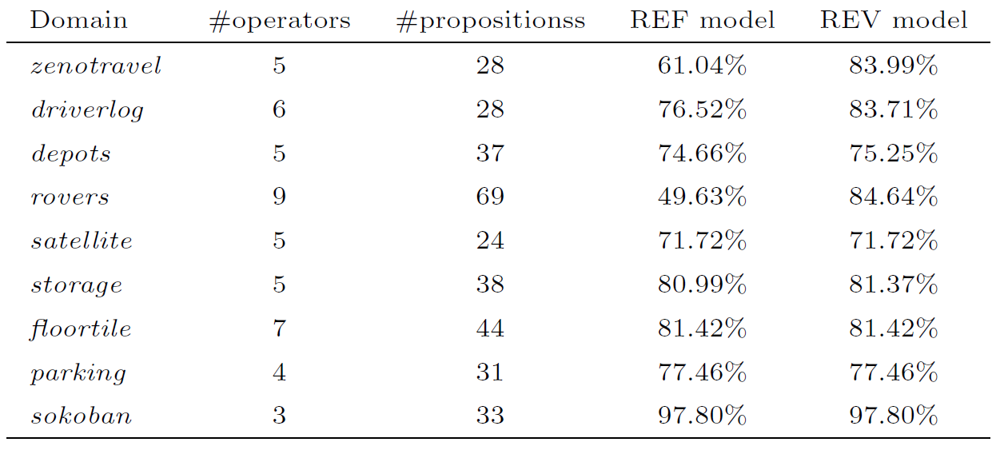 Domain #operators #propositionss REF model REV model
zenotravel 5 28 61.04% 83.99%
driverlog 6 28 76.52% 83.71%
depots 5 37 74.66% 75.25%
rovers 9 69 49.63% 84.64%
satellite 5 24 71.72% 71.72%
storage 5 38 80.99% 81.37%
floortile 7 44 81.42% 81.42%
parking 4 31 77.46% 77.46%
sokoban 3 33 97.80% 97.80%